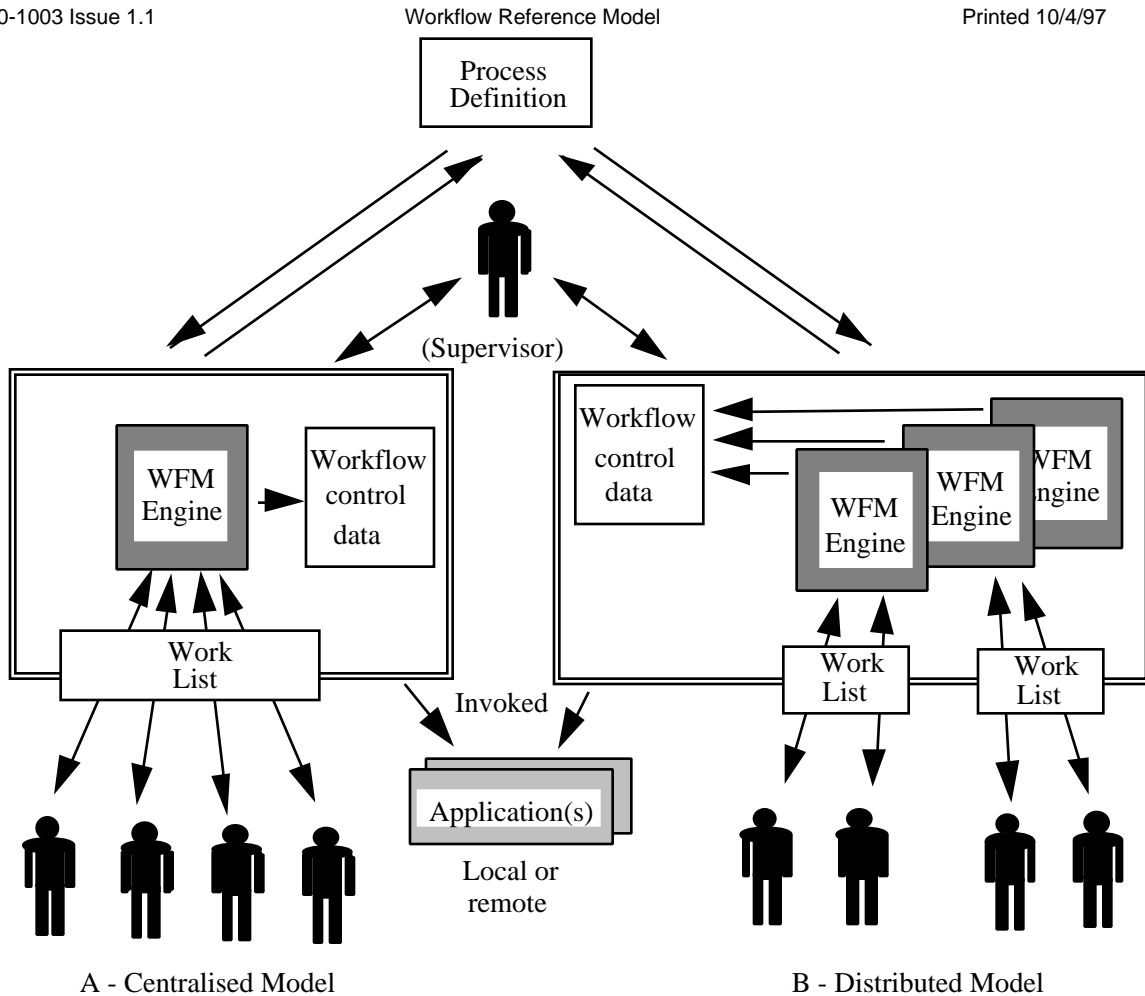 0-1003 Issue 1.1
Workflow Reference Model
Printed 10/4/97
Process
Definition
(Supervisor)
WFM
Engine
Workflow
control
data
Work
List
Workflow
control
data
WFM
Engine
WFM
Engine
WFM
Engine
Work
List
Work
List
Invoked
Application(s)
Local or
remote
A - Centralised Model
B - Distributed Model